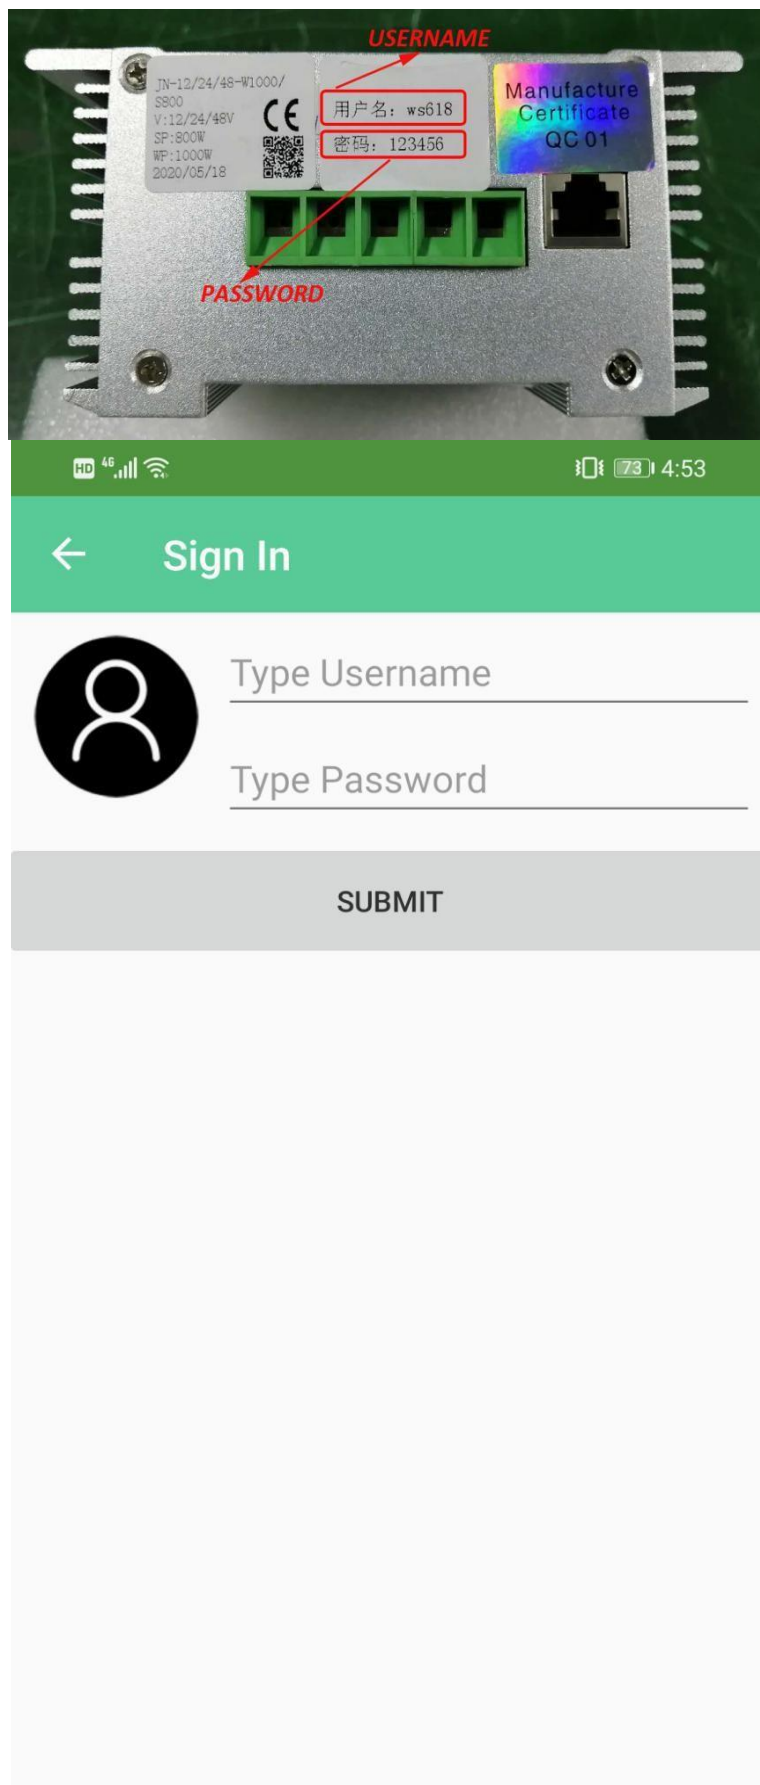 USERNAME
JN-12/24/48-W1000/
S800
V:12/24/48V
SP:800W
WP:1000W
2020/05/18
CE
用户名: ws618
密码: 123456
Manufacture
Certificate
QC 01
PASSWORD
HD 4G 73 4:53
Sign In
Type Username
Type Password
SUBMIT